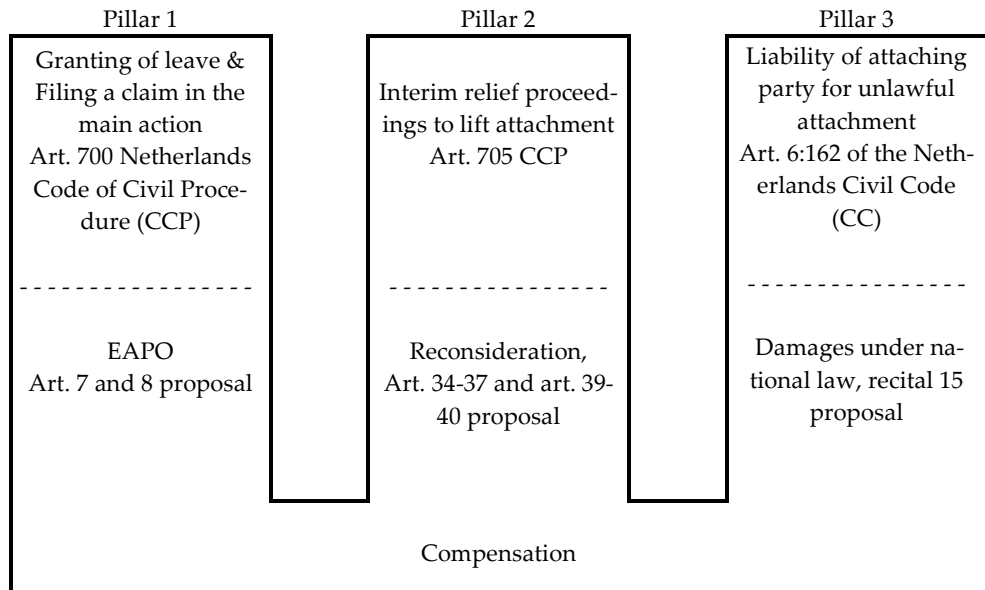 Pillar 1
Granting of leave &
Filing a claim in the
main action
Art. 700 Netherlands
Code of Civil Proce-
dure (CCP)
- - - - - - - - - - - - - - - - -
EAPO
Art. 7 and 8 proposal
Pillar 2
Interim relief proceed-
ings to lift attachment
Art. 705 CCP
- - - - - - - - - - - - - - - -
Reconsideration,
Art. 34-37 and art. 39-
40 proposal
Pillar 3
Liability of attaching
party for unlawful
attachment
Art. 6:162 of the Neth-
erlands Civil Code
(CC)
- - - - - - - - - - - - - - - -
Damages under na-
tional law, recital 15
proposal
Compensation